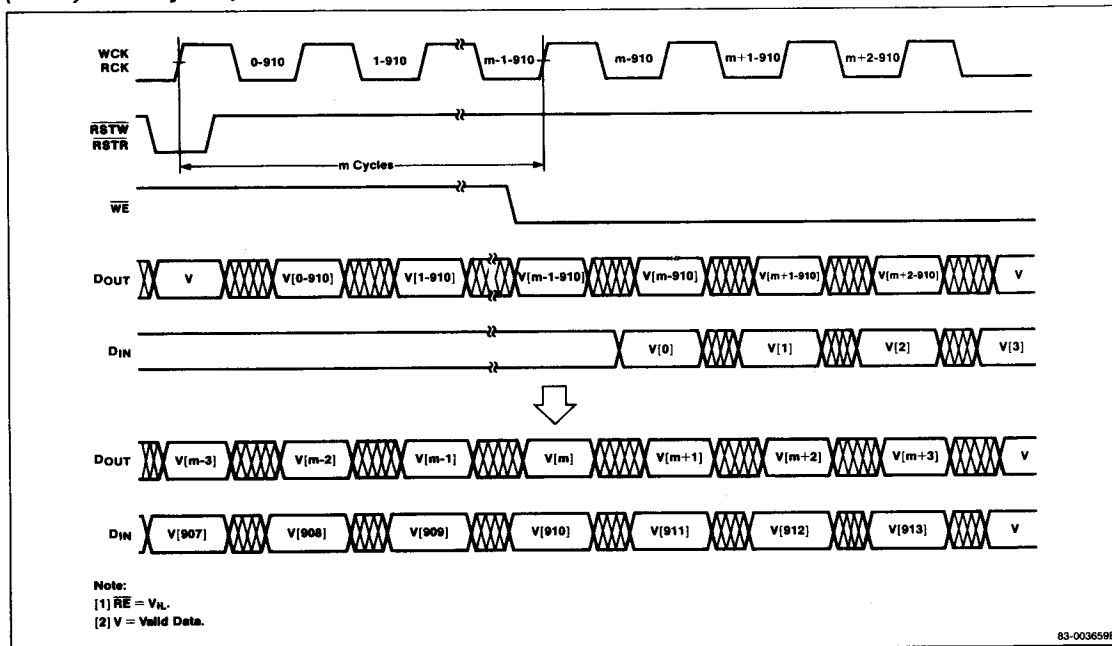 WCK
RCK
0-910
1-910
m-1-910
m-910
m+1-910
m+2-910
RSTW
RSTR
m Cycles
WE
DOUT
V
V[0-910]
V[1-910]
V[m-1-910]
V[m-910]
V[m+1-910]
V[m+2-910]
V
DIN
V[0]
V[1]
V[2]
V[3]
DOUT
V[m-3]
V[m-2]
V[m-1]
V[m]
V[m+1]
V[m+2]
V[m+3]
V
DIN
V[907]
V[908]
V[909]
V[910}
V[911}
V[912}
V[913}
V
Note:
[1] RE = VIL.
[2] V = Valid Data.
83-003659B